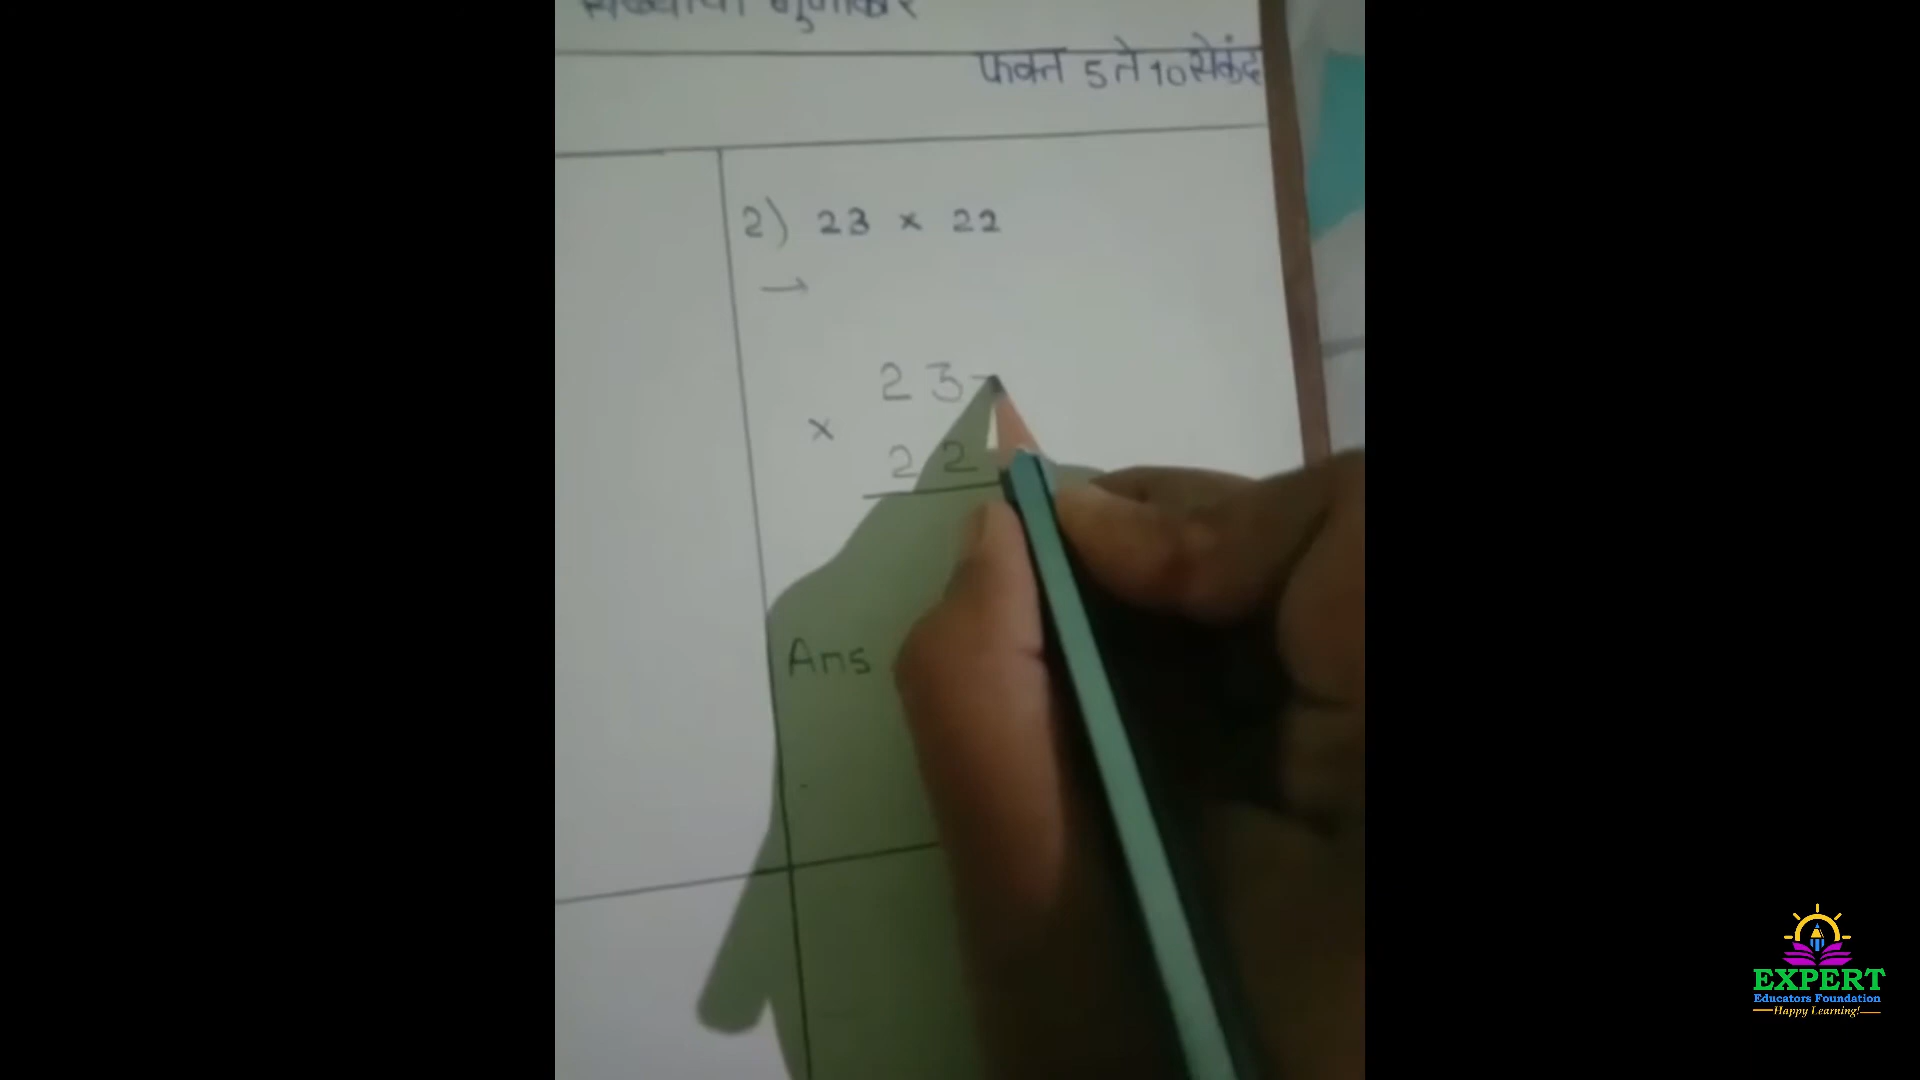 संख्यांचा गुणाकार
फक्त 5 ते 10 सेकंद
2) 23 × 22
→
23
×
22
Ans
EXPERT
Educators Foundation
Happy Learning!